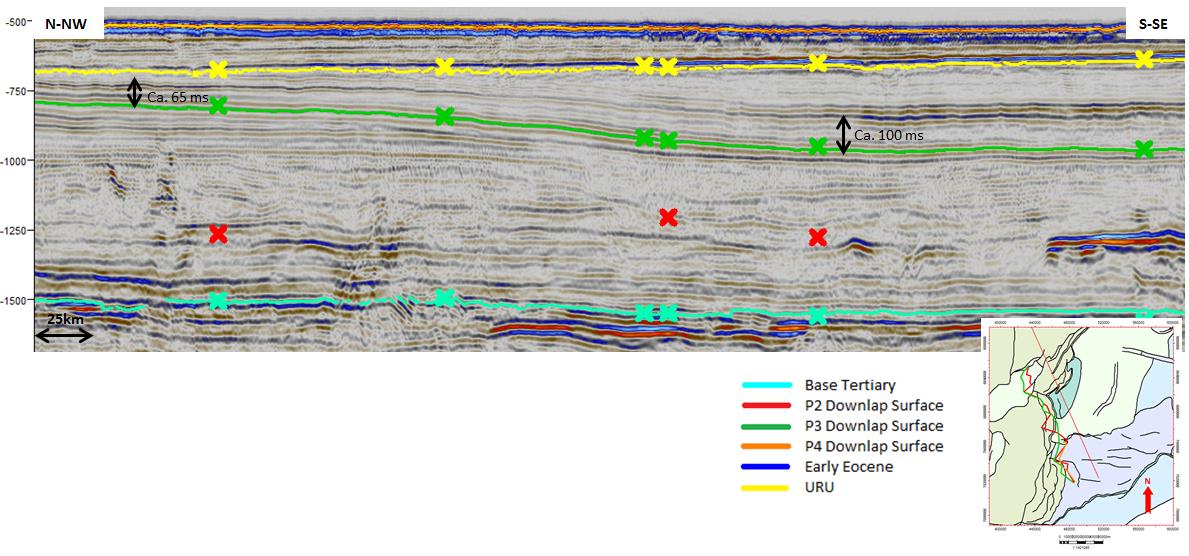 N-NW
S-SE
-500
-750
-1000
-1250
-1500
Ca. 65 ms
Ca. 100 ms
25km
Base Tertiary
P2 Downlap Surface
P3 Downlap Surface
P4 Downlap Surface
Early Eocene
URU
N